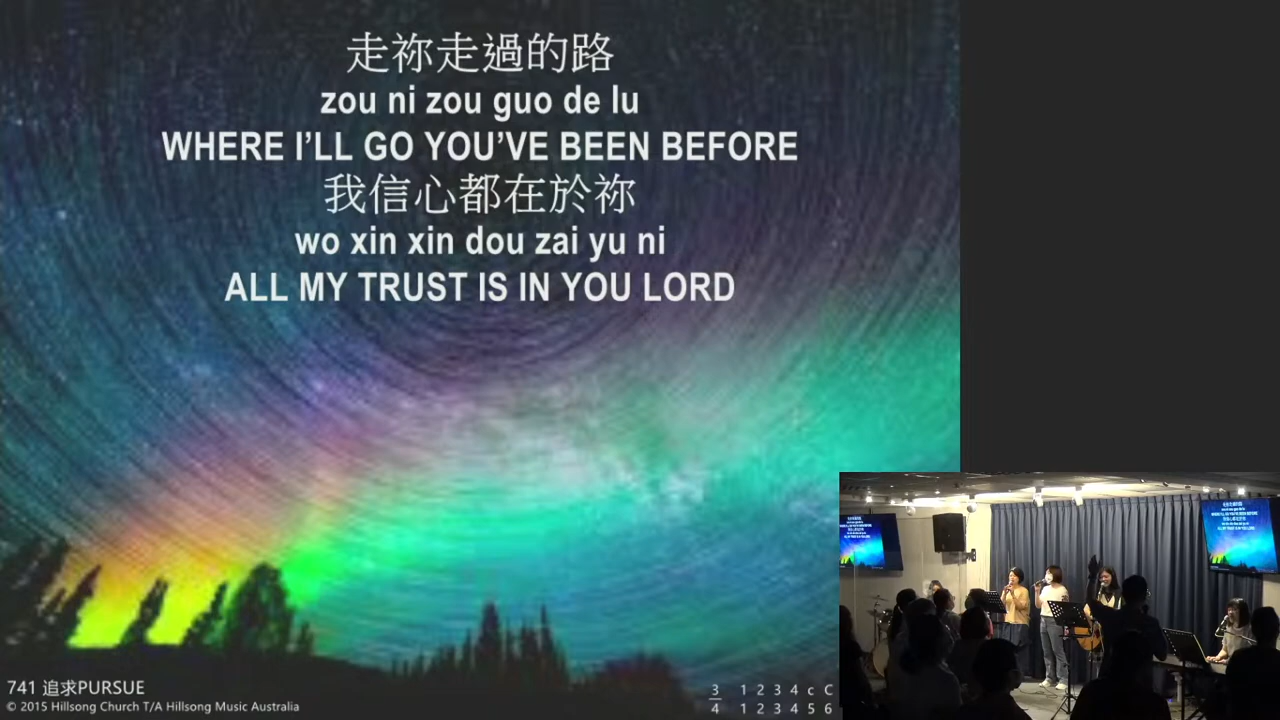 走祢走過的路
zou ni zou guo de lu
WHERE I'LL GO YOU'VE BEEN BEFORE
我信心都在於祢
wo xin xin dou zai yu ni
ALL MY TRUST IS IN YOU LORD
741 追求PURSUE
© 2015 Hillsong Church T/A Hillsong Music Australia
3 1 2 3 4 c C
4 1 2 3 4 5 6